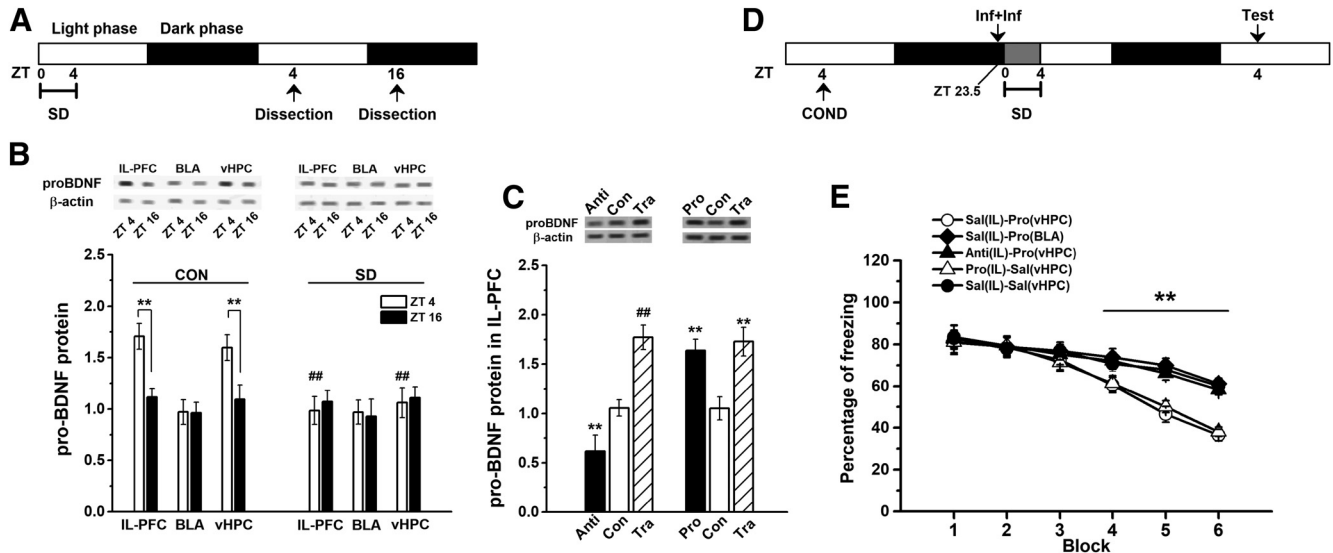 A
Light phase Dark phase
ZT 0 4 4 16
SD Dissection Dissection
B
IL-PFC BLA vHPC IL-PFC BLA vHPC
proBDNF
β-actin
ZT 4 ZT 16 ZT 4 ZT 16 ZT 4 ZT 16 ZT 4 ZT 16 ZT 4 ZT 16 ZT 4 ZT 16
pro-BDNF protein
2.5
2.0
1.5
1.0
0.5
0.0
CON SD
ZT 4
ZT 16
** **
## ##
IL-PFC BLA vHPC IL-PFC BLA vHPC
C
Anti Con Tra Pro Con Tra
proBDNF
β-actin
pro-BDNF protein in IL-PFC
2.5
2.0
1.5
1.0
0.5
0.0
** ## ** **
Anti Con Tra Pro Con Tra
D
Inf+Inf Test
ZT 4 0 4 4
ZT 23.5
COND SD
E
Sal(IL)-Pro(vHPC)
Sal(IL)-Pro(BLA)
Anti(IL)-Pro(vHPC)
Pro(IL)-Sal(vHPC)
Sal(IL)-Sal(vHPC)
Percentage of freezing
120
100
80
60
40
20
0
**
1 2 3 4 5 6
Block